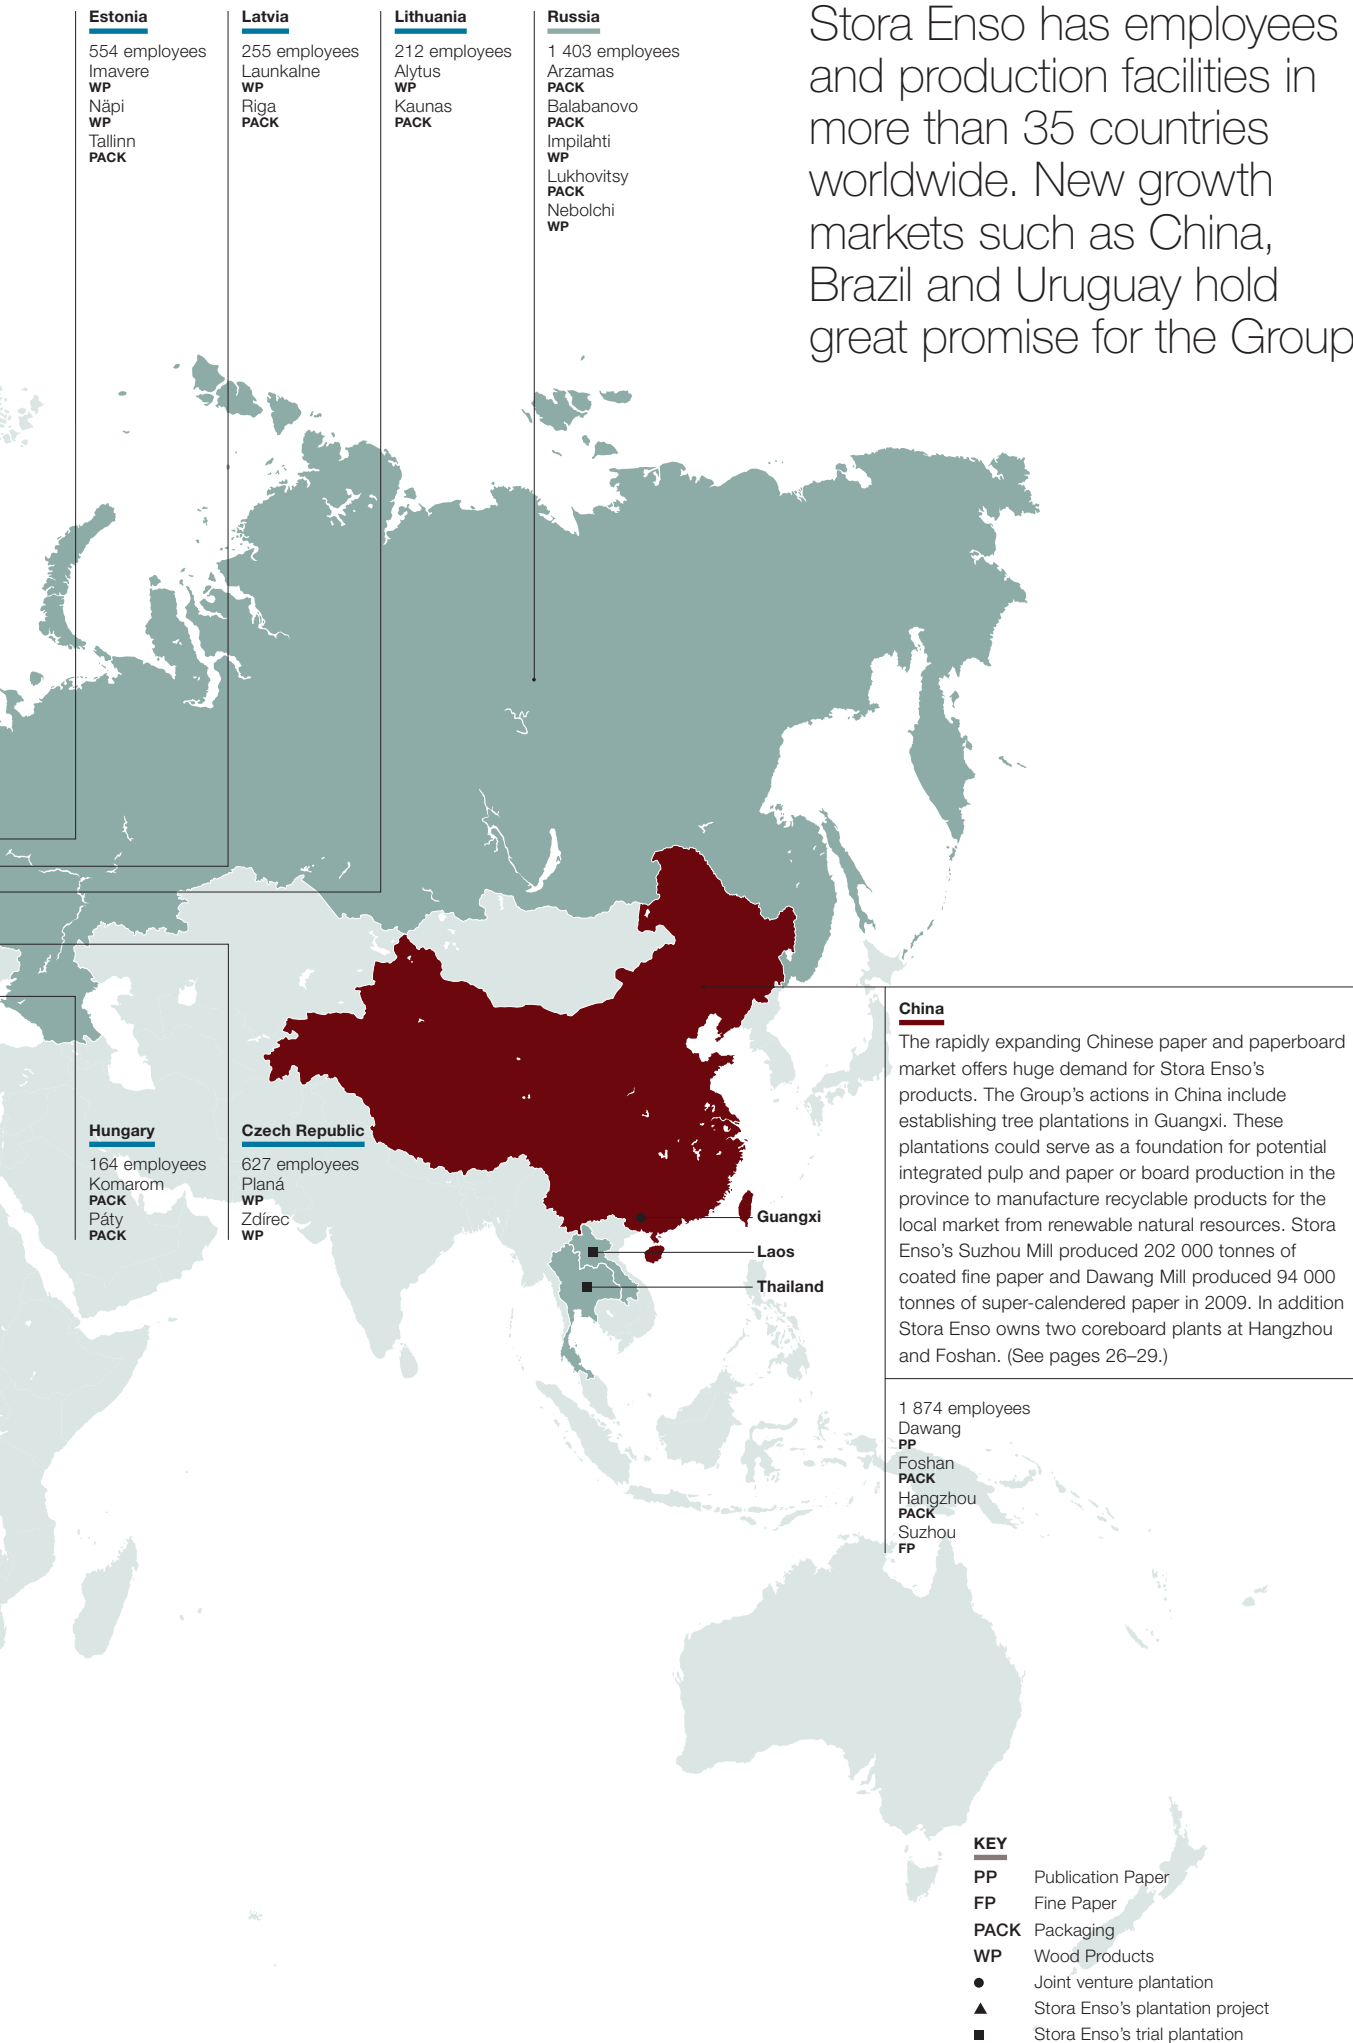 Estonia
554 employees
Imavere
WP
Näpi
WP
Tallinn
PACK
Latvia
255 employees
Launkalne
WP
Riga
PACK
Lithuania
212 employees
Alytus
WP
Kaunas
PACK
Russia
1 403 employees
Arzamas
PACK
Balabanovo
PACK
Impilahti
WP
Lukhovitsy
PACK
Nebolchi
WP
Stora Enso has employees
and production facilities in
more than 35 countries
worldwide. New growth
markets such as China,
Brazil and Uruguay hold
great promise for the Group
China
The rapidly expanding Chinese paper and paperboard
market offers huge demand for Stora Enso’s
products. The Group’s actions in China include
establishing tree plantations in Guangxi. These
plantations could serve as a foundation for potential
integrated pulp and paper or board production in the
province to manufacture recyclable products for the
local market from renewable natural resources. Stora
Enso’s Suzhou Mill produced 202 000 tonnes of
coated fine paper and Dawang Mill produced 94 000
tonnes of super-calendered paper in 2009. In addition
Stora Enso owns two coreboard plants at Hangzhou
and Foshan. (See pages 26–29.)
Hungary
164 employees
Komarom
PACK
Páty
PACK
Czech Republic
627 employees
Planá
WP
Zdírec
WP
Guangxi
Laos
Thailand
1 874 employees
Dawang
PP
Foshan
PACK
Hangzhou
PACK
Suzhou
FP
KEY
PP Publication Paper
FP Fine Paper
PACK Packaging
WP Wood Products
● Joint venture plantation
▲ Stora Enso’s plantation project
■ Stora Enso’s trial plantation